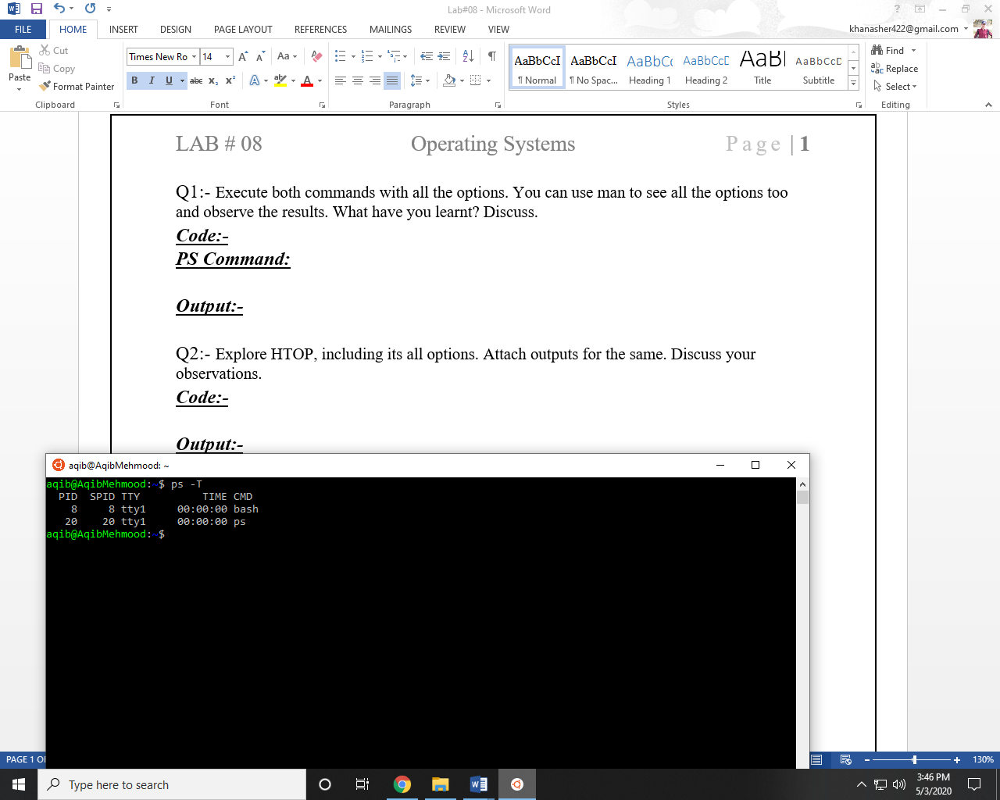 Lab#08 - Microsoft Word
FILE HOME INSERT DESIGN PAGE LAYOUT REFERENCES MAILINGS REVIEW VIEW
khanasher422@gmail.com
Paste
Cut
Copy
Format Painter
Clipboard
Times New Ro 14
Aa
B I U abc x₂ x²
A
Font
Paragraph
AaBbCcI AaBbCcI AaBbCc AaBbCcD AaBl AaBbCcD
¶ Normal ¶ No Spac... Heading 1 Heading 2 Title Subtitle
Styles
Find
Replace
Select
Editing
LAB # 08 Operating Systems Page | 1
Q1:- Execute both commands with all the options. You can use man to see all the options too
and observe the results. What have you learnt? Discuss.
Code:-
PS Command:
Output:-
Q2:- Explore HTOP, including its all options. Attach outputs for the same. Discuss your
observations.
Code:-
Output:-
aqib@AqibMehmood: ~
aqib@AqibMehmood:~$ ps -T
PID SPID TTY TIME CMD
8 8 tty1 00:00:00 bash
20 20 tty1 00:00:00 ps
aqib@AqibMehmood:~$
PAGE 1 O
130%
Type here to search
3:46 PM
5/3/2020